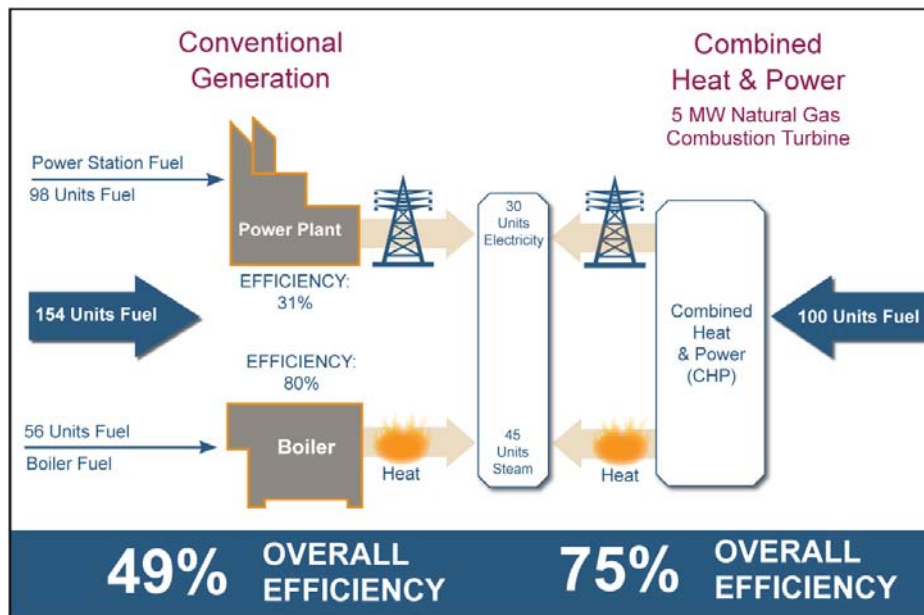 Conventional
Generation
Combined
Heat & Power
5 MW Natural Gas
Combustion Turbine
Power Station Fuel
98 Units Fuel
Power Plant
EFFICIENCY:
31%
30
Units
Electricity
154 Units Fuel
Combined
Heat
& Power
(CHP)
100 Units Fuel
EFFICIENCY:
80%
56 Units Fuel
Boiler Fuel
Boiler
Heat
45
Units
Steam
Heat
49%
OVERALL
EFFICIENCY
75%
OVERALL
EFFICIENCY